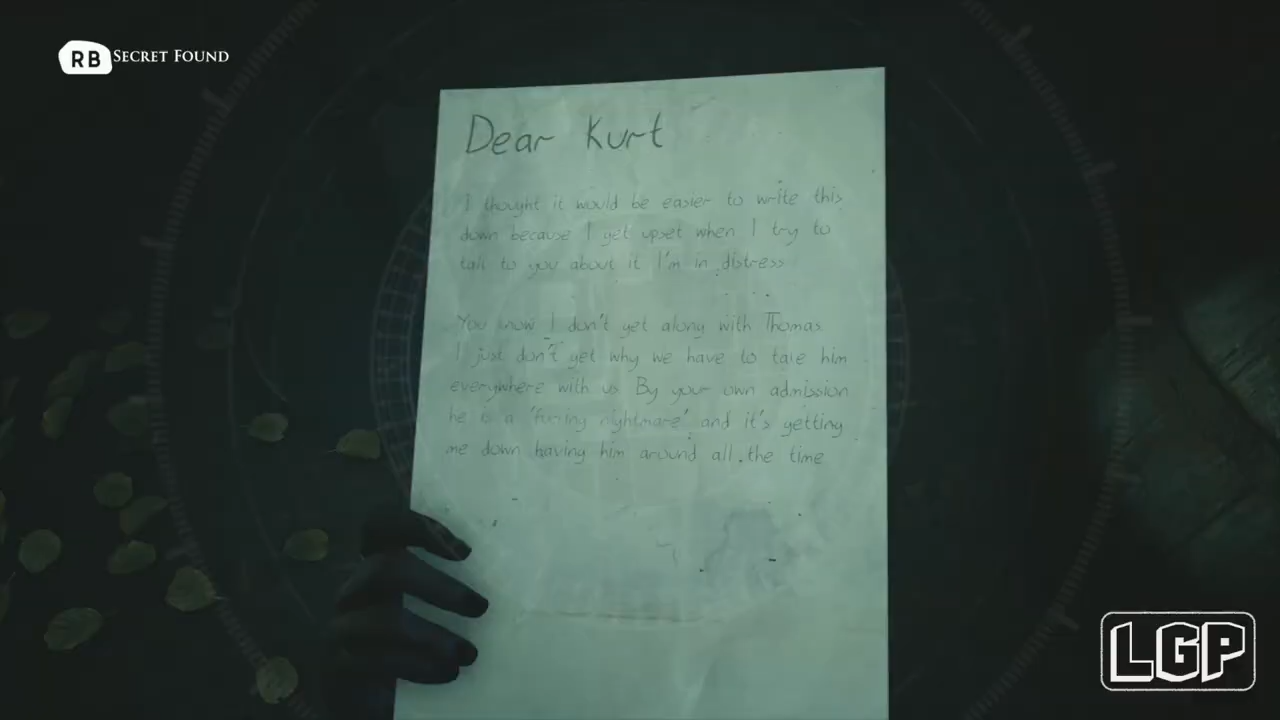 RB SECRET FOUND
Dear Kurt
I thought it would be easier to write this
down because I get upset when I try to
talk to you about it I'm in distress
You know I don't get along with Thomas
I just don't get why we have to take him
everywhere with us By your own admission
he is a 'fucking nightmare' and it's getting
me down having him around all the time
LGP